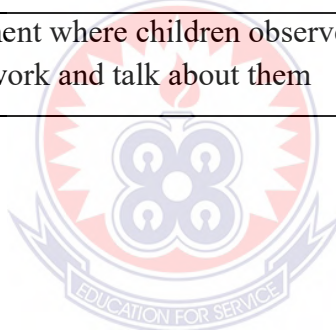 ment where children observe
work and talk about them
EDUCATION FOR SERVICE